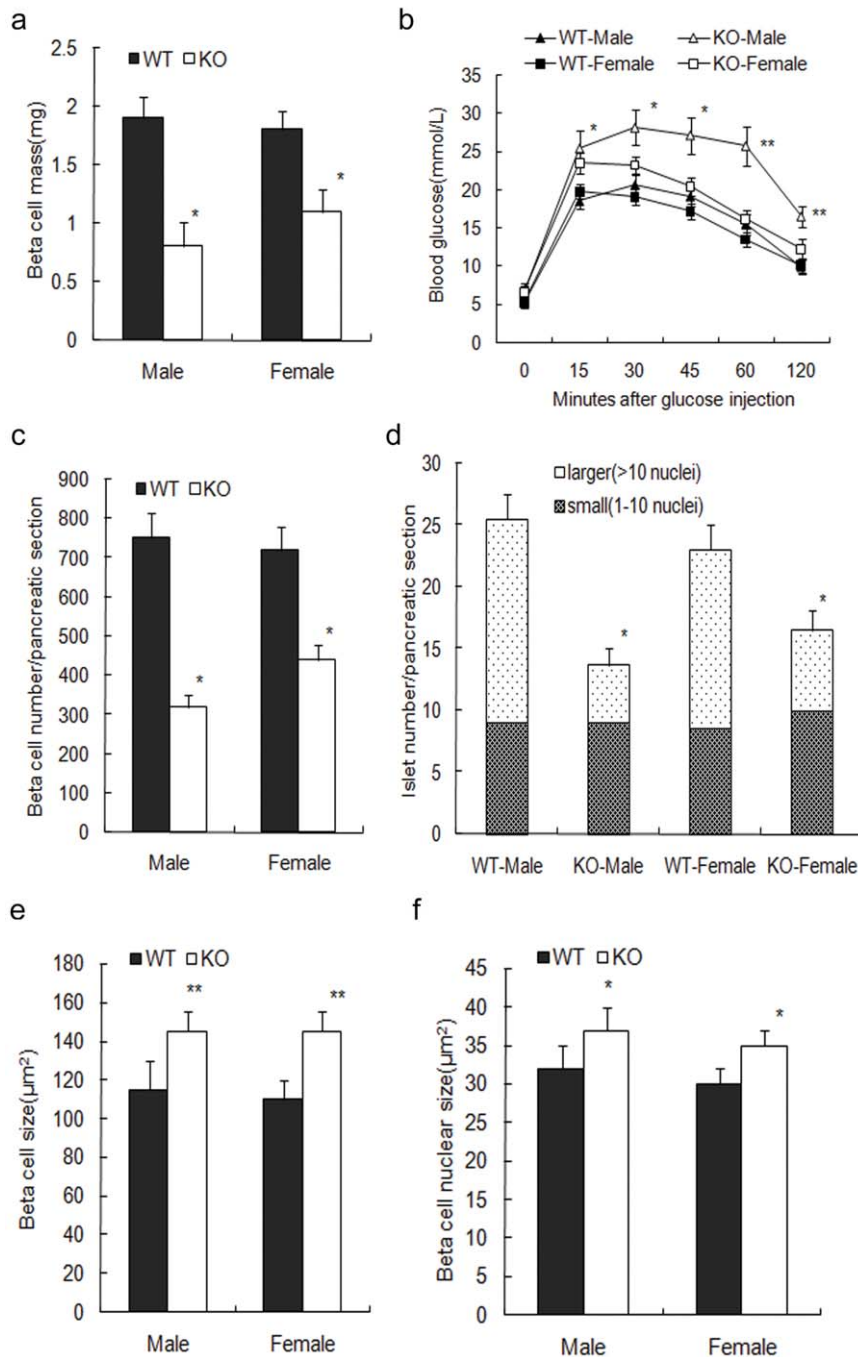 a
WT KO
Beta cell mass(mg)
2.5
2
1.5
1
0.5
0
*
*
Male Female
b
WT-Male KO-Male
WT-Female KO-Female
Blood glucose(mmol/L)
35
30
25
20
15
10
5
0
* * * ** **
0 15 30 45 60 120
Minutes after glucose injection
c
WT KO
Beta cell number/pancreatic section
900
800
700
600
500
400
300
200
100
0
*
*
Male Female
d
larger(>10 nuclei)
small(1-10 nuclei)
Islet number/pancreatic section
30
25
20
15
10
5
0
*
*
WT-Male KO-Male WT-Female KO-Female
e
WT KO
Beta cell size(µm²)
180
160
140
120
100
80
60
40
20
0
** **
Male Female
f
WT KO
Beta cell nuclear size(µm²)
45
40
35
30
25
20
15
10
5
0
*
*
Male Female